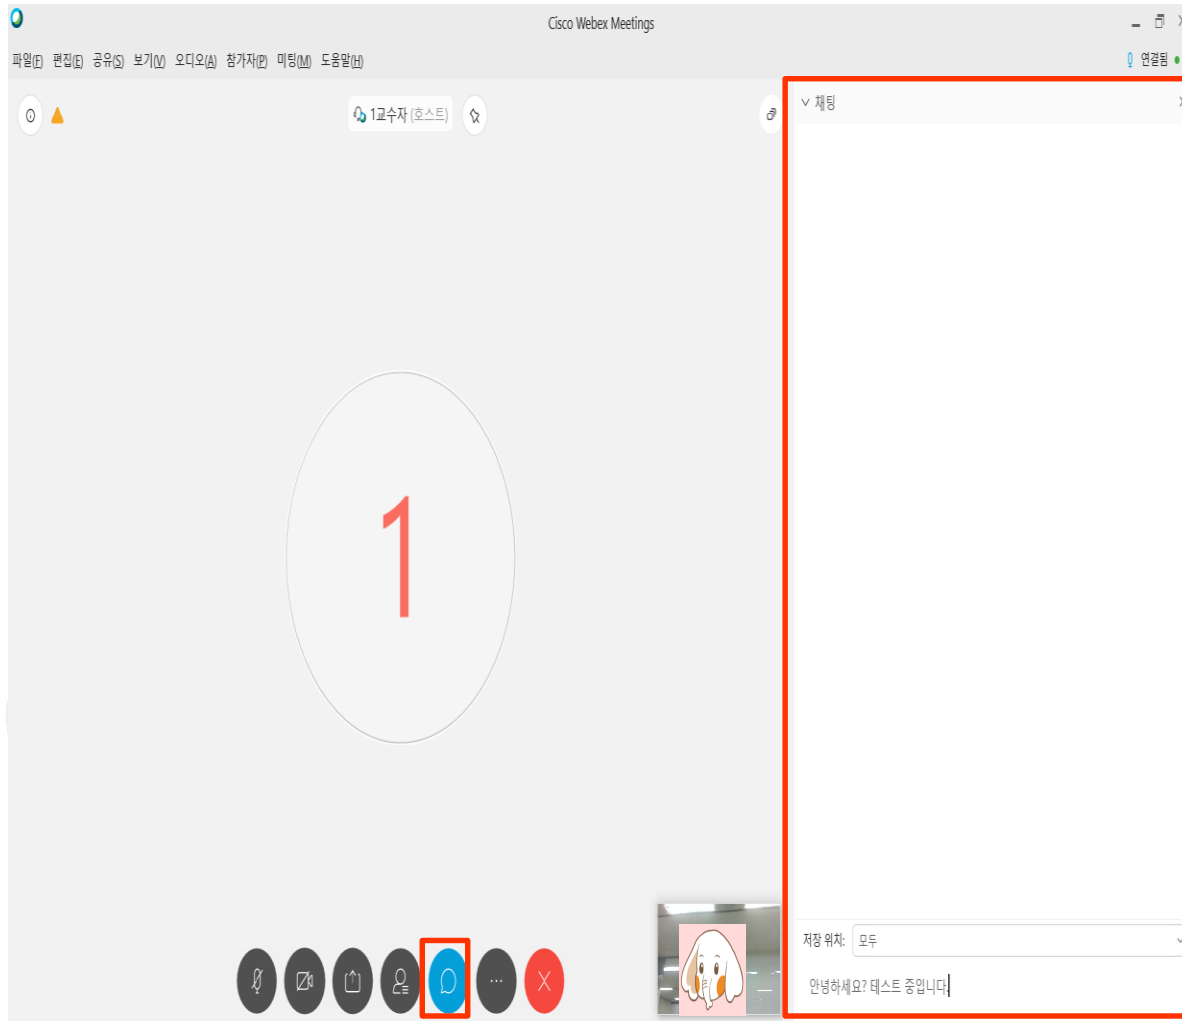 Cisco Webex Meetings
파일(F) 편집(E) 공유(S) 보기(V) 오디오(A) 참가자(P) 미팅(M) 도움말(H)
연결됨
1교수자 (호스트)
채팅
1
저장 위치: 모두
안녕하세요? 테스트 중입니다.